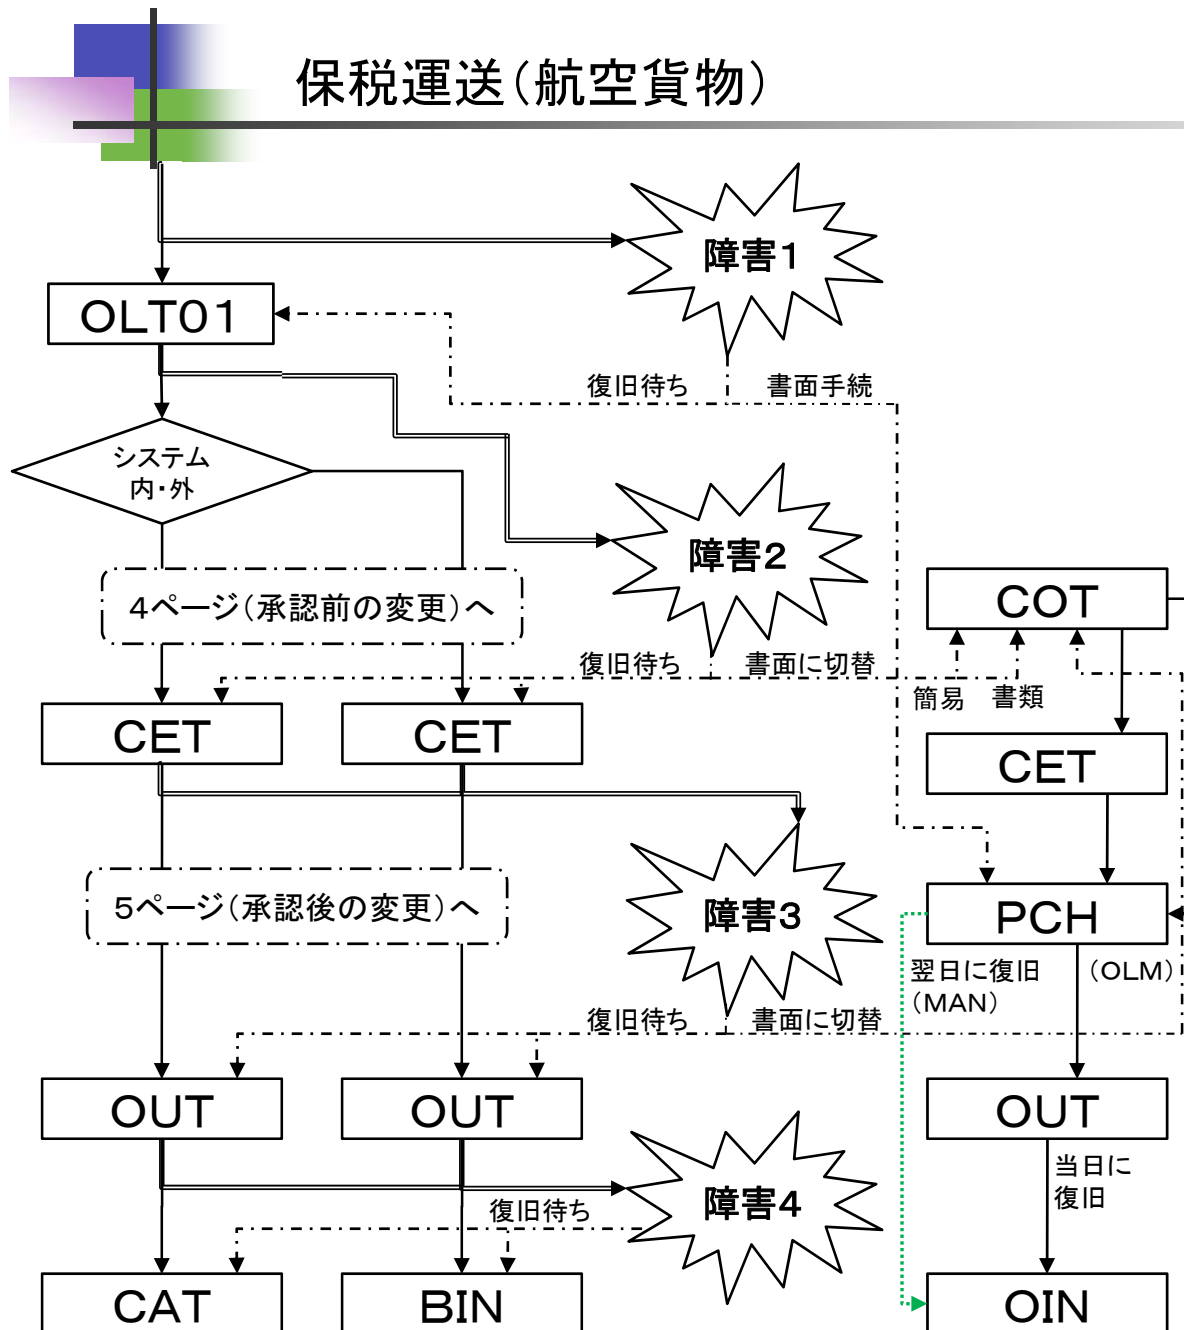 保税運送(航空貨物)
障害1
OLT01
復旧待ち
書面手続
システム
内・外
障害2
4ページ(承認前の変更)へ
COT
復旧待ち
書面に切替
簡易
書類
CET
CET
CET
5ページ(承認後の変更)へ
障害3
PCH
翌日に復旧
(MAN)
(OLM)
復旧待ち
書面に切替
OUT
OUT
OUT
当日に
復旧
障害4
復旧待ち
CAT
BIN
OIN